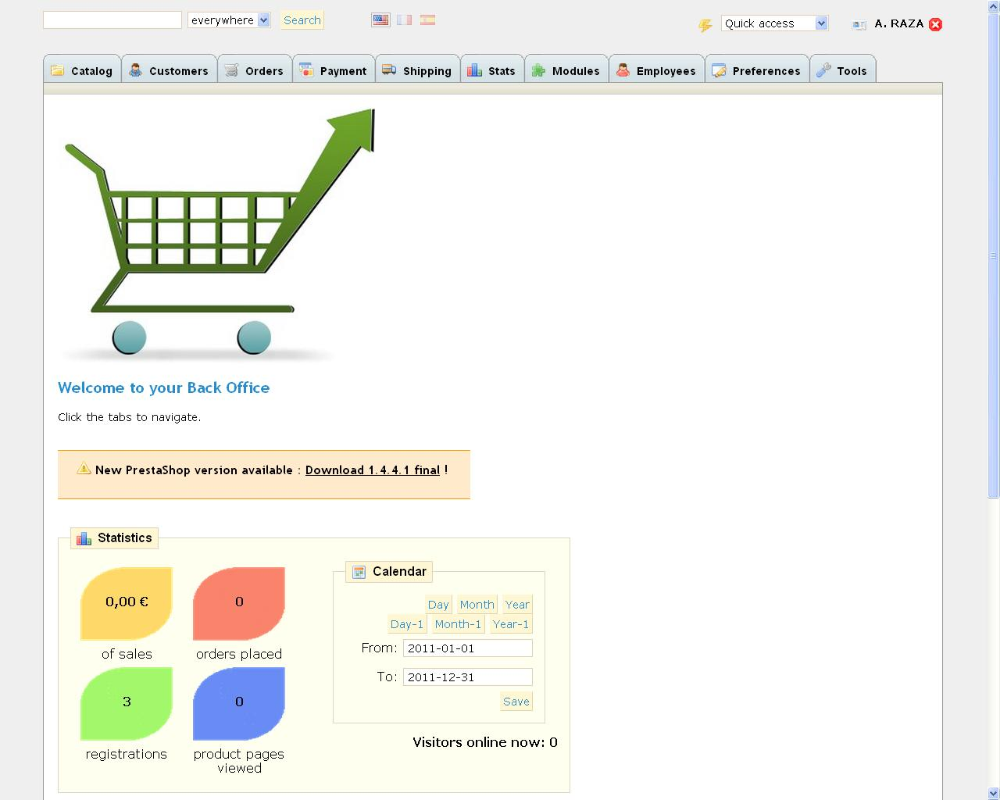 everywhere Search Quick access A. RAZA
Catalog Customers Orders Payment Shipping Stats Modules Employees Preferences Tools
Welcome to your Back Office
Click the tabs to navigate.
New PrestaShop version available : Download 1.4.4.1 final !
Statistics
0,00 €
of sales
0
orders placed
3
registrations
0
product pages
viewed
Calendar
Day Month Year
Day-1 Month-1 Year-1
From: 2011-01-01
To: 2011-12-31
Save
Visitors online now: 0